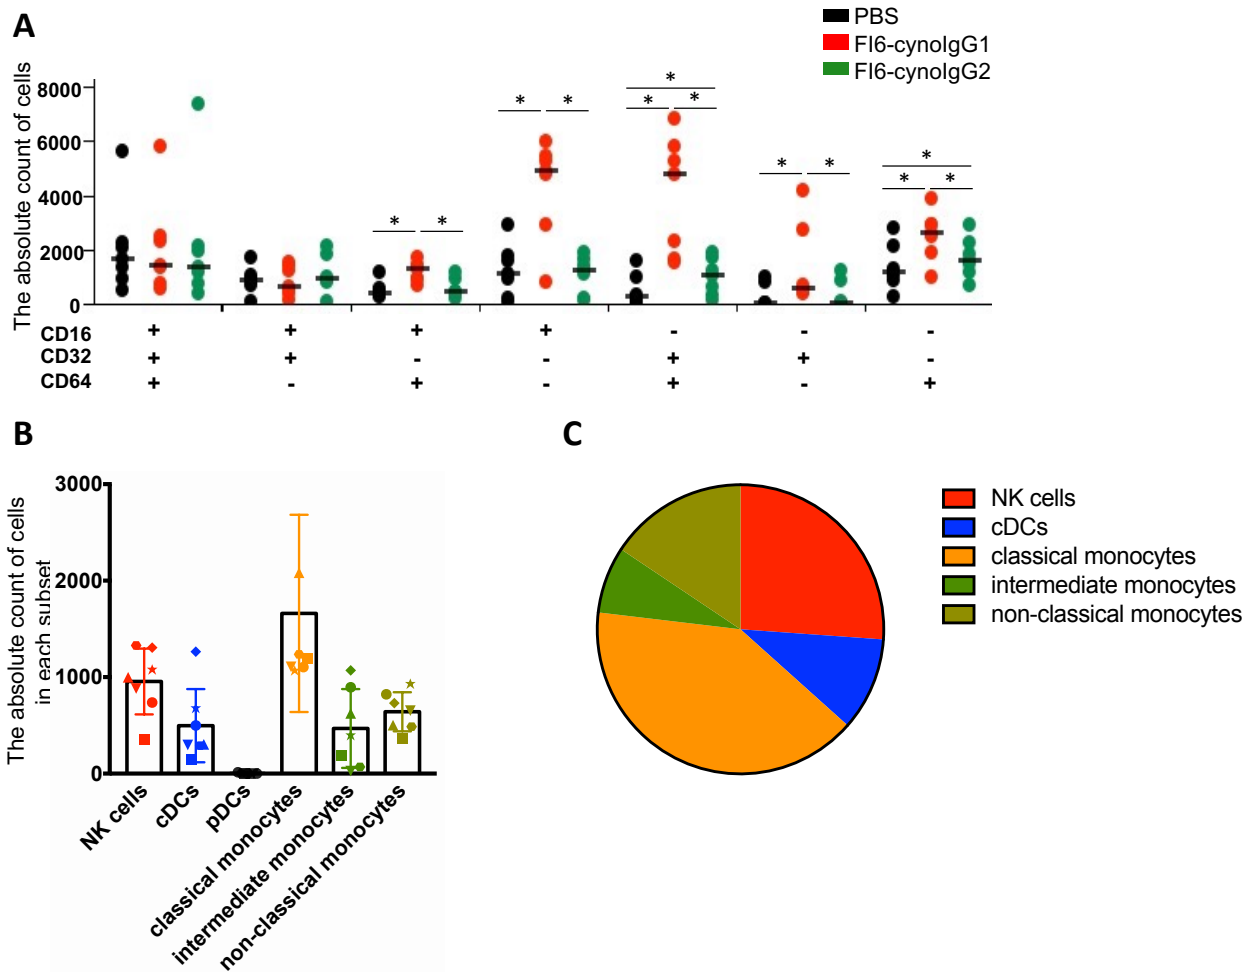 A
PBS
FI6-cynoIgG1
FI6-cynoIgG2
The absolute count of cells
8000
6000
4000
2000
0
* * * * * * * * * * * *
CD16 + + + + - - -
CD32 + + - - + + -
CD64 + - + - + - +
B
The absolute count of cells
in each subset
3000
2000
1000
0
NK cells
cDCs
pDCs
classical monocytes
intermediate monocytes
non-classical monocytes
C
NK cells
cDCs
classical monocytes
intermediate monocytes
non-classical monocytes